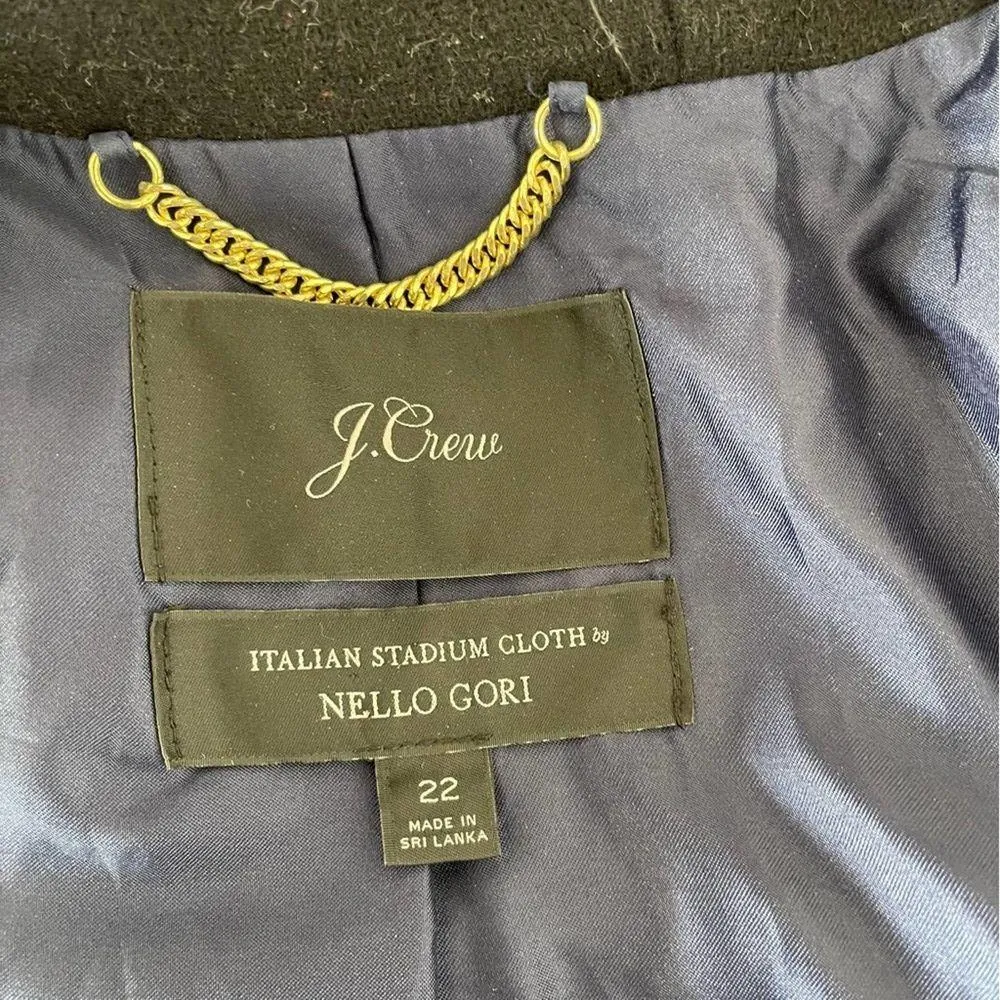 J.Crew
ITALIAN STADIUM CLOTH by
NELLO GORI
22
MADE IN
SRI LANKA